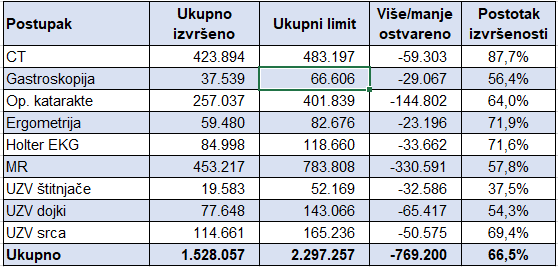 Postupak Ukupno izvršeno Ukupni limit Više/manje ostvareno Postotak izvršenosti
CT 423.894 483.197 -59.303 87,7%
Gastroskopija 37.539 66.606 -29.067 56,4%
Op. katarakte 257.037 401.839 -144.802 64,0%
Ergometrija 59.480 82.676 -23.196 71,9%
Holter EKG 84.998 118.660 -33.662 71,6%
MR 453.217 783.808 -330.591 57,8%
UZV štitnjače 19.583 52.169 -32.586 37,5%
UZV dojki 77.648 143.066 -65.417 54,3%
UZV srca 114.661 165.236 -50.575 69,4%
Ukupno 1.528.057 2.297.257 -769.200 66,5%